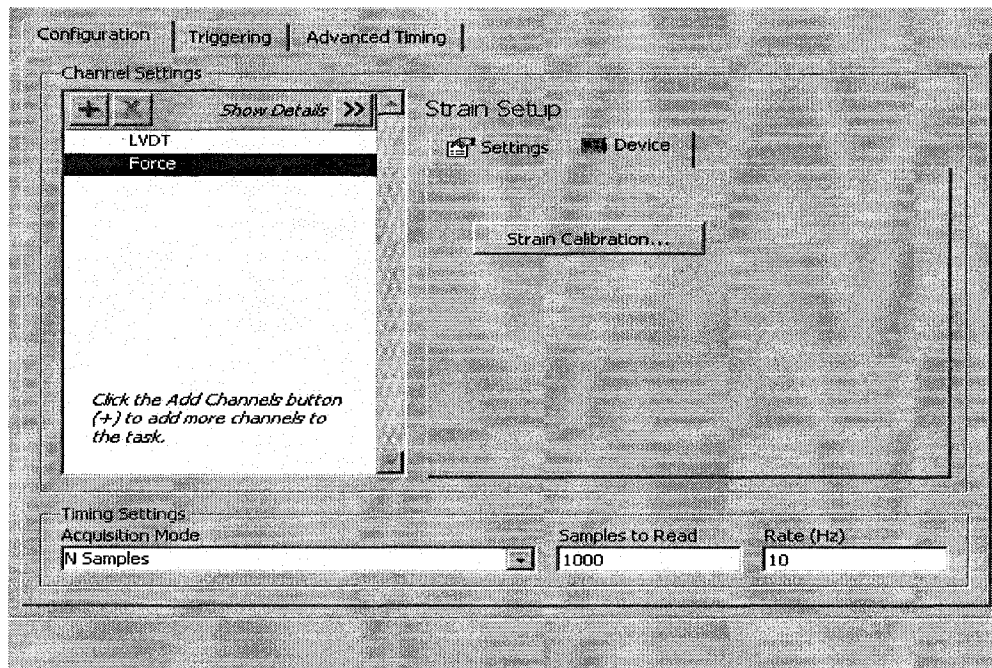 Configuration Triggering Advanced Timing
Channel Settings
Show Details >>
LVDT
Force
Click the Add Channels button
(+) to add more channels to
the task.
Strain Setup
Settings Device
Strain Calibration...
Timing Settings
Acquisition Mode
N Samples
Samples to Read
1000
Rate (Hz)
10